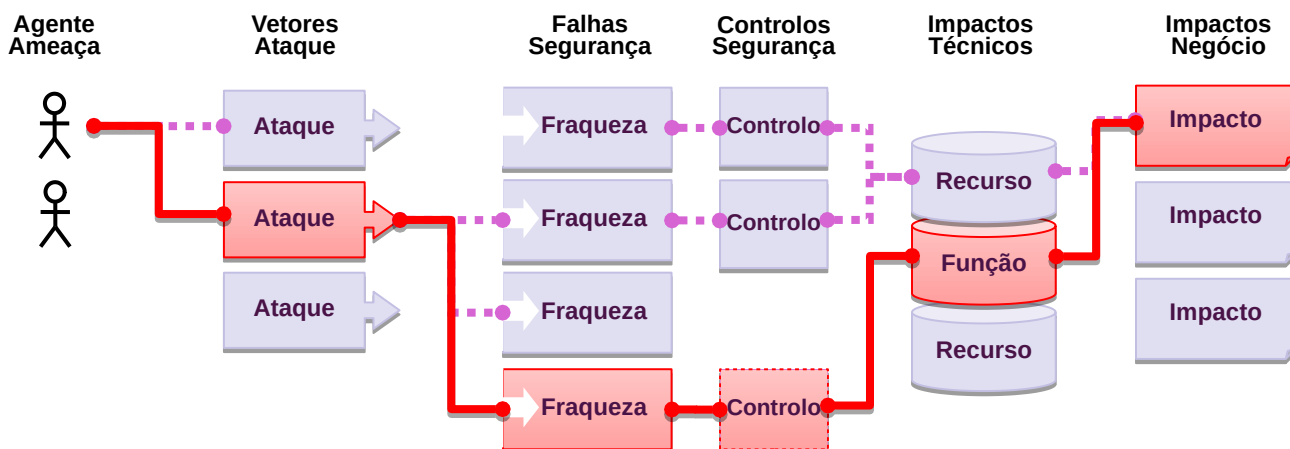 Agente
Ameaça
Vetores
Ataque
Falhas
Segurança
Controlos
Segurança
Impactos
Técnicos
Impactos
Negócio
Ataque
Ataque
Ataque
Fraqueza
Fraqueza
Fraqueza
Fraqueza
Controlo
Controlo
Controlo
Recurso
Função
Recurso
Impacto
Impacto
Impacto